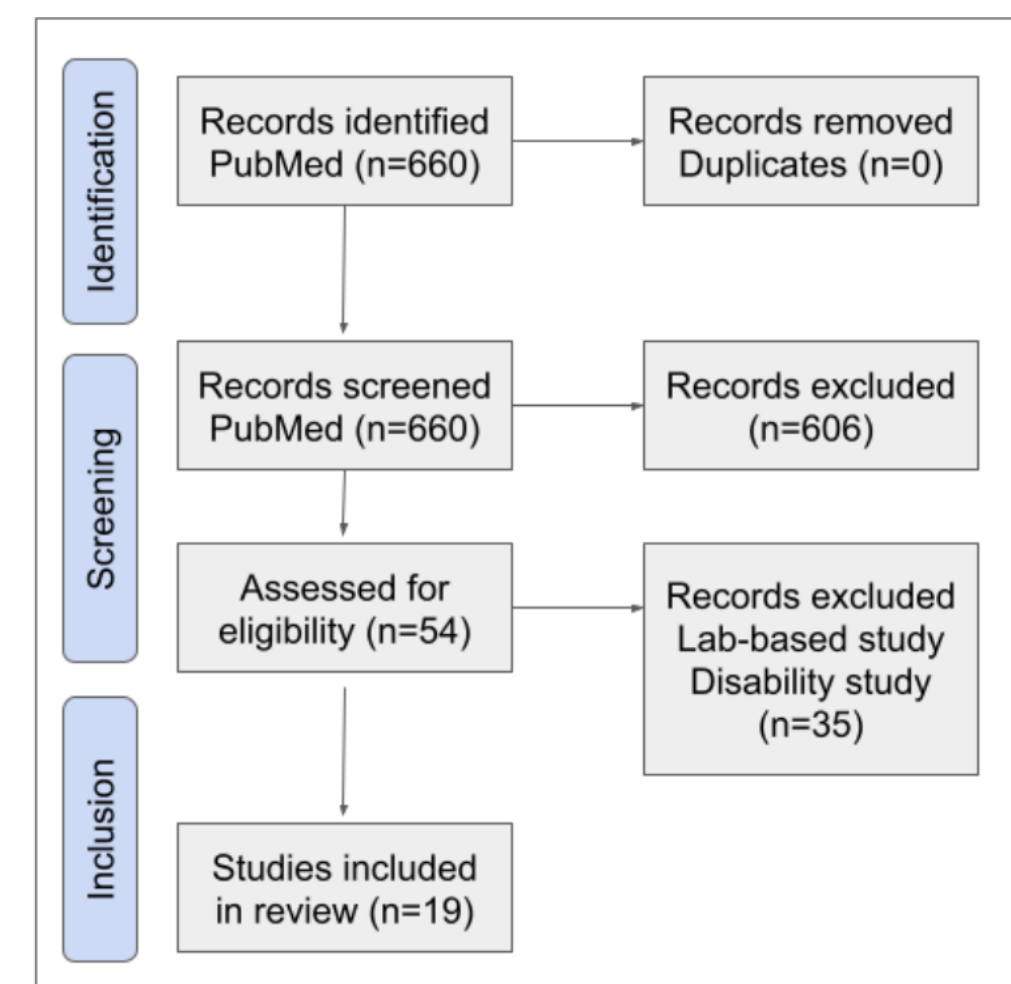 Identification
Records identified
PubMed (n=660)
Records removed
Duplicates (n=0)
Screening
Records screened
PubMed (n=660)
Records excluded
(n=606)
Assessed for
eligibility (n=54)
Records excluded
Lab-based study
Disability study
(n=35)
Inclusion
Studies included
in review (n=19)